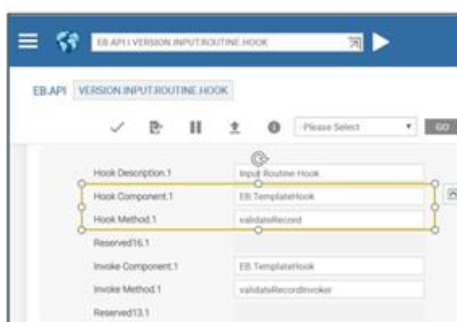 EB.API I VERSION.INPUT.ROUTINE.HOOK
EB.API VERSION.INPUT.ROUTINE.HOOK
-Please Select GO
Hook Description.1 Input Routine Hook
Hook Component.1 EB.TemplateHook
Hook Method.1 validateRecord
Reserved16.1
Invoke Component.1 EB.TemplateHook
Invoke Method.1 validateRecordInvoker
Reserved13.1